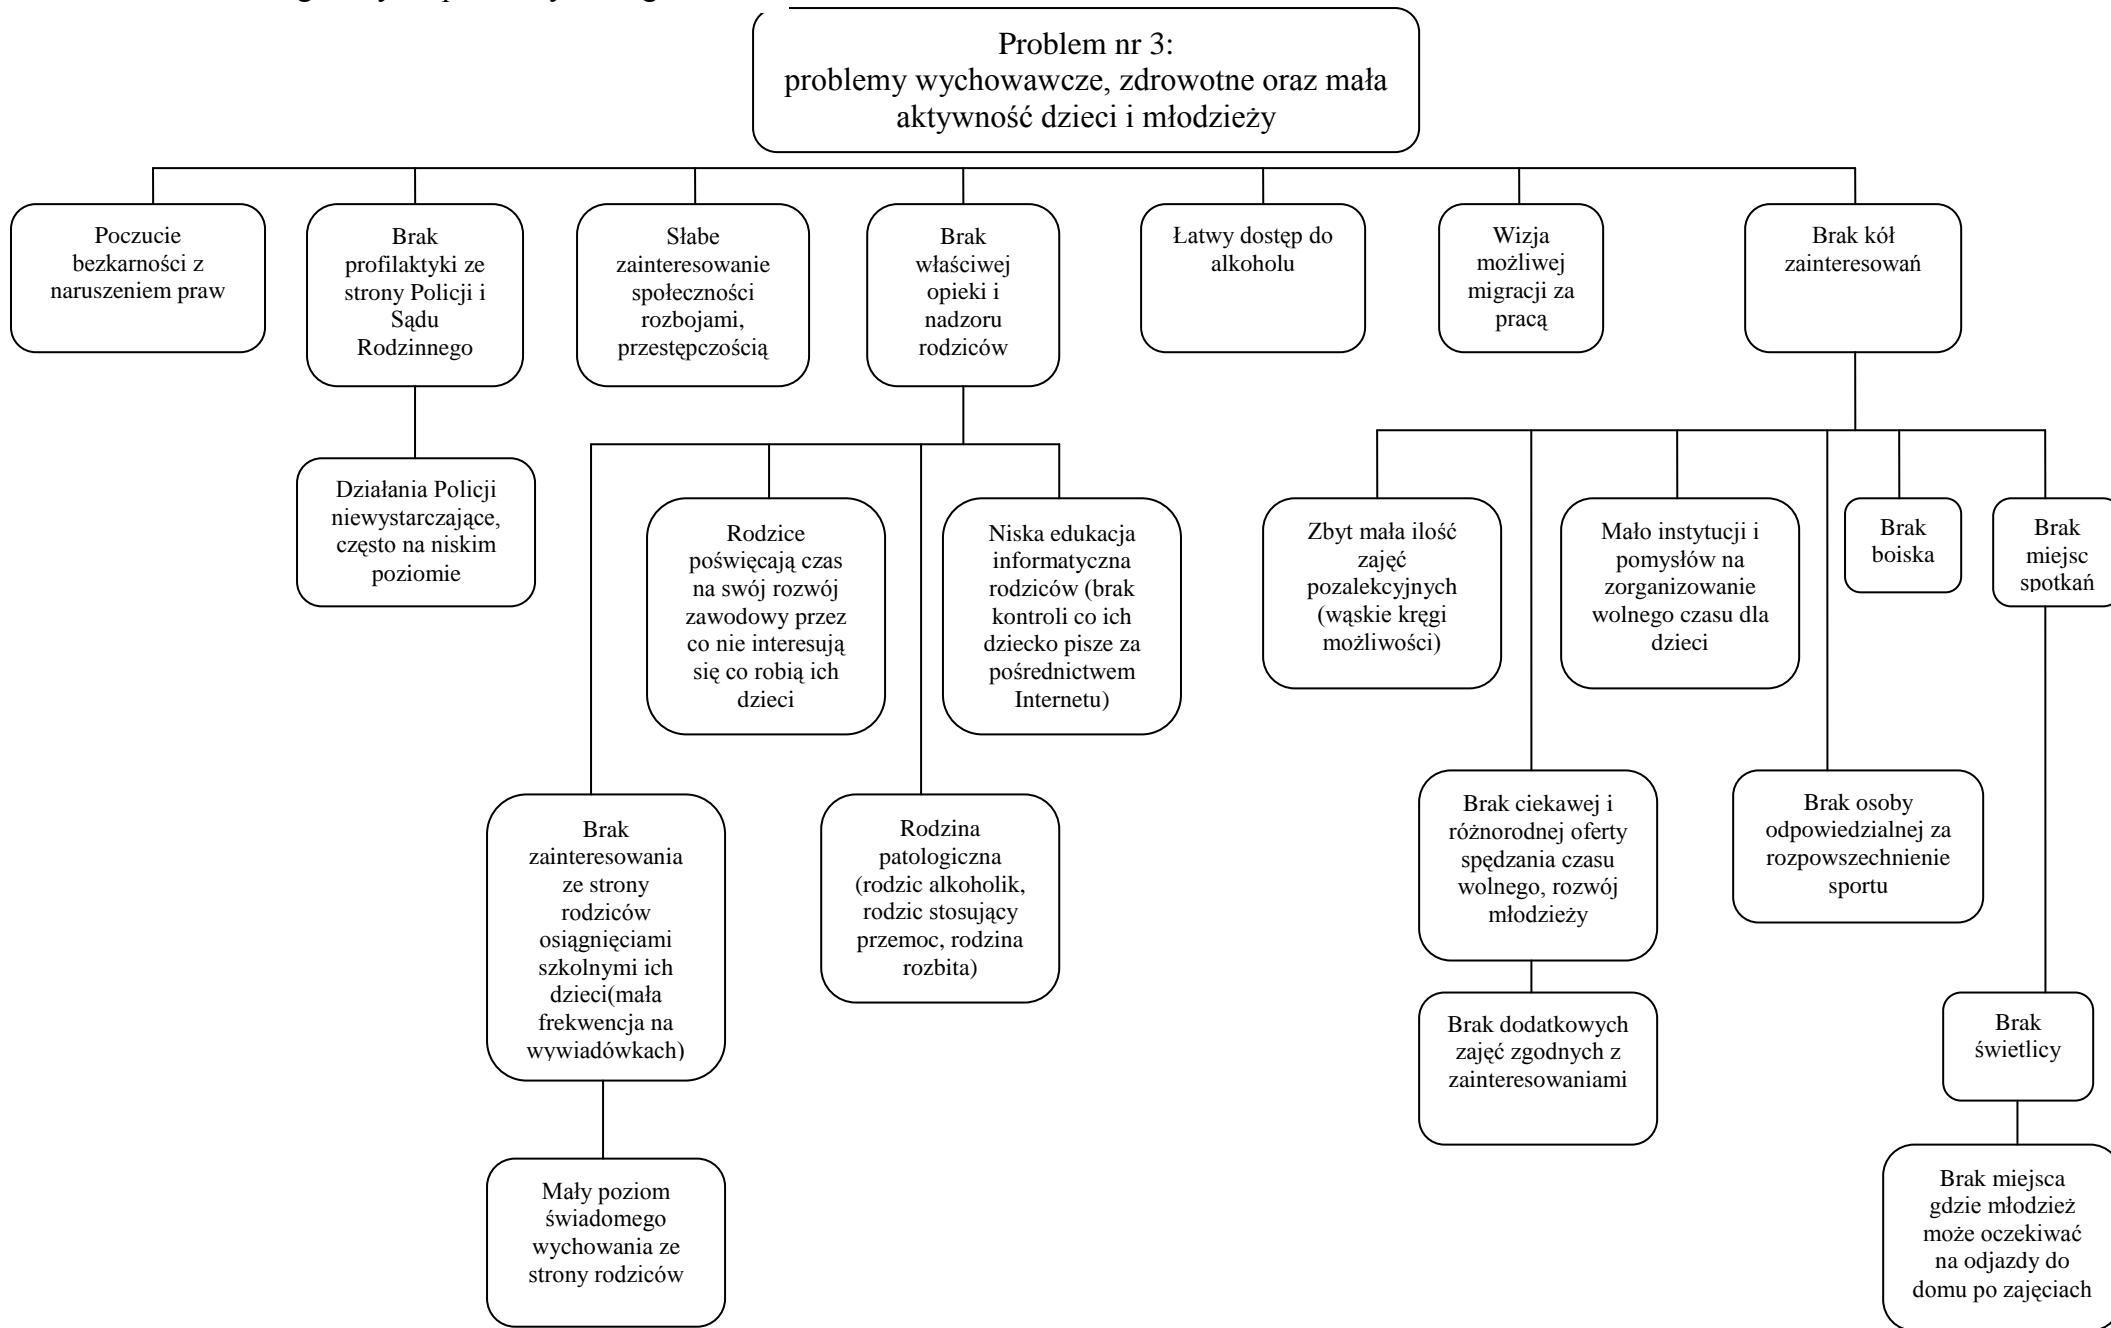 Problem nr 3:
problemy wychowawcze, zdrowotne oraz mała
aktywność dzieci i młodzieży
Poczucie
bezkarności z
naruszeniem praw
Brak
profilaktyki ze
strony Policji i
Sądu
Rodzinnego
Słabe
zainteresowanie
społeczności
rozbojami,
przestępczością
Brak
właściwej
opieki i
nadzoru
rodziców
Łatwy dostęp do
alkoholu
Wizja
możliwej
migracji za
pracą
Brak kół
zainteresowań
Działania Policji
niewystarczające,
często na niskim
poziomie
Rodzice
poświęcają czas
na swój rozwój
zawodowy przez
co nie interesują
się co robią ich
dzieci
Niska edukacja
informatyczna
rodziców (brak
kontroli co ich
dziecko pisze za
pośrednictwem
Internetu)
Zbyt mała ilość
zajęć
pozalekcyjnych
(wąskie kręgi
możliwości)
Mało instytucji i
pomysłów na
zorganizowanie
wolnego czasu dla
dzieci
Brak
boiska
Brak
miejsc
spotkań
Brak
zainteresowania
ze strony
rodziców
osiągnięciami
szkolnymi ich
dzieci(mała
frekwencja na
wywiadówkach)
Rodzina
patologiczna
(rodzic alkoholik,
rodzic stosujący
przemoc, rodzina
rozbita)
Brak ciekawej i
różnorodnej oferty
spędzania czasu
wolnego, rozwój
młodzieży
Brak osoby
odpowiedzialnej za
rozpowszechnienie
sportu
Brak dodatkowych
zajęć zgodnych z
zainteresowaniami
Brak
świetlicy
Mały poziom
świadomego
wychowania ze
strony rodziców
Brak miejsca
gdzie młodzież
może oczekiwać
na odjazdy do
domu po zajęciach